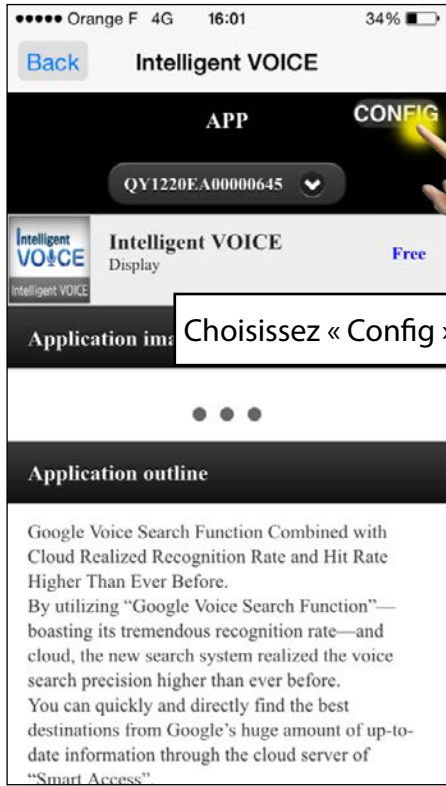 Orange F 4G 16:01 34%
Back Intelligent VOICE
APP CONFIG
QY1220EA00000645
Intelligent
VOICE
Intelligent VOICE
Intelligent VOICE
Display
Free
Choisissez « Config »
Application ima
Application outline
Google Voice Search Function Combined with
Cloud Realized Recognition Rate and Hit Rate
Higher Than Ever Before.
By utilizing “Google Voice Search Function”—
boasting its tremendous recognition rate—and
cloud, the new search system realized the voice
search precision higher than ever before.
You can quickly and directly find the best
destinations from Google’s huge amount of up-to-
date information through the cloud server of
“Smart Access”.